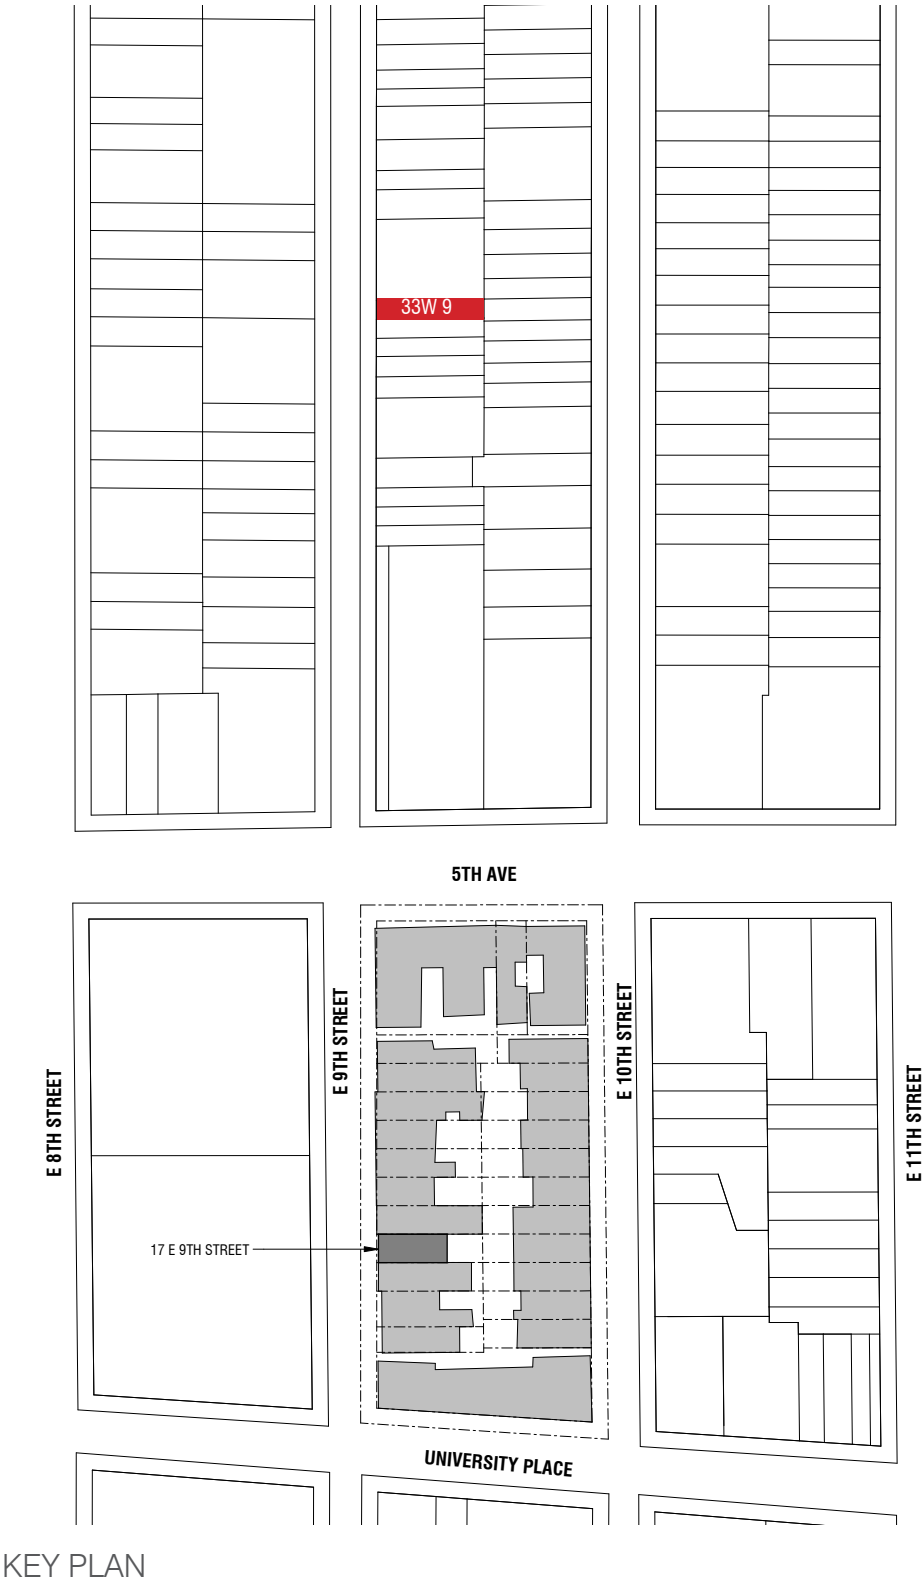 33W 9
5TH AVE
E 9TH STREET
E 10TH STREET
E 8TH STREET
E 11TH STREET
17 E 9TH STREET
UNIVERSITY PLACE
KEY PLAN